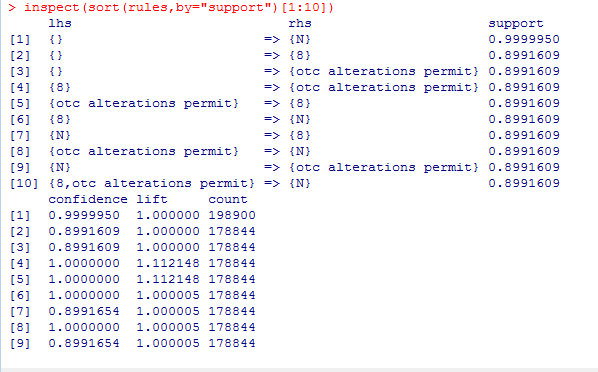 > inspect(sort(rules,by="support")[1:10])
     lhs                            rhs                      support
[1]  {}                          => {N}                      0.9999950
[2]  {}                          => {8}                      0.8991609
[3]  {}                          => {otc alterations permit} 0.8991609
[4]  {8}                         => {otc alterations permit} 0.8991609
[5]  {otc alterations permit}    => {8}                      0.8991609
[6]  {8}                         => {N}                      0.8991609
[7]  {N}                         => {8}                      0.8991609
[8]  {otc alterations permit}    => {N}                      0.8991609
[9]  {N}                         => {otc alterations permit} 0.8991609
[10] {8,otc alterations permit} => {N}                      0.8991609
     confidence lift     count
[1]  0.9999950  1.000000 198900
[2]  0.8991609  1.000000 178844
[3]  0.8991609  1.000000 178844
[4]  1.0000000  1.112148 178844
[5]  1.0000000  1.112148 178844
[6]  1.0000000  1.000005 178844
[7]  0.8991654  1.000005 178844
[8]  1.0000000  1.000005 178844
[9]  0.8991654  1.000005 178844